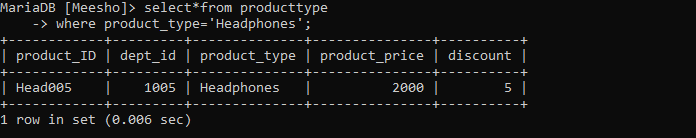 MariaDB [Meesho]> select*from producttype
    -> where product_type='Headphones';
+------------+---------+--------------+---------------+----------+
| product_ID | dept_id | product_type | product_price | discount |
+------------+---------+--------------+---------------+----------+
| Head005    |    1005 | Headphones   |          2000 |        5 |
+------------+---------+--------------+---------------+----------+
1 row in set (0.006 sec)